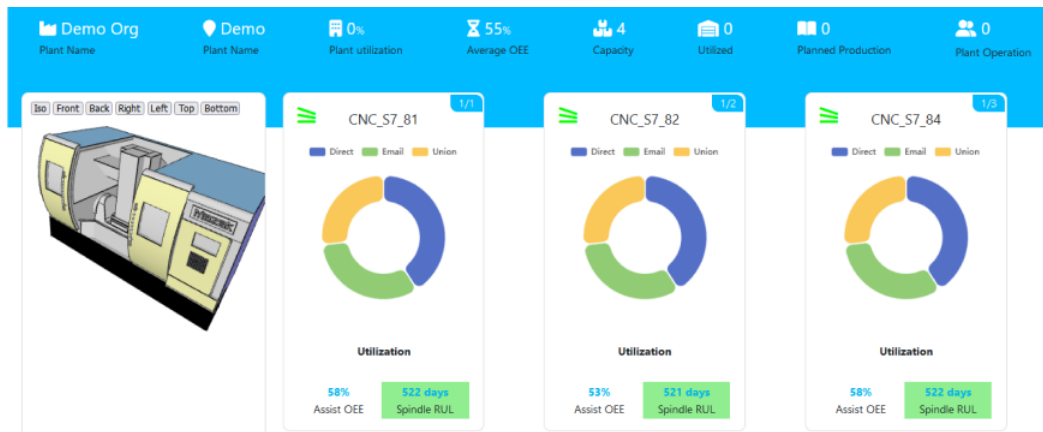 Demo Org
Plant Name
Demo
Plant Name
0%
Plant utilization
55%
Average OEE
4
Capacity
0
Utilized
0
Planned Production
0
Plant Operation
Iso Front Back Right Left Top Bottom
Mazak
1/1
CNC_S7_81
Direct Email Union
Utilization
58%
Assist OEE
522 days
Spindle RUL
1/2
CNC_S7_82
Direct Email Union
Utilization
53%
Assist OEE
521 days
Spindle RUL
1/3
CNC_S7_84
Direct Email Union
Utilization
58%
Assist OEE
522 days
Spindle RUL